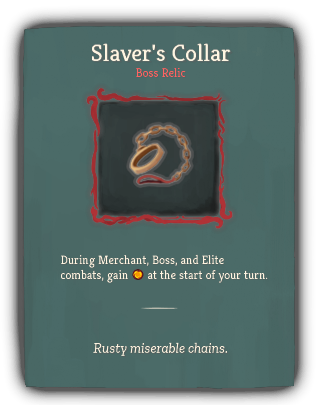 Slaver's Collar
Boss Relic
During Merchant, Boss, and Elite
combats, gain at the start of your turn.
Rusty miserable chains.